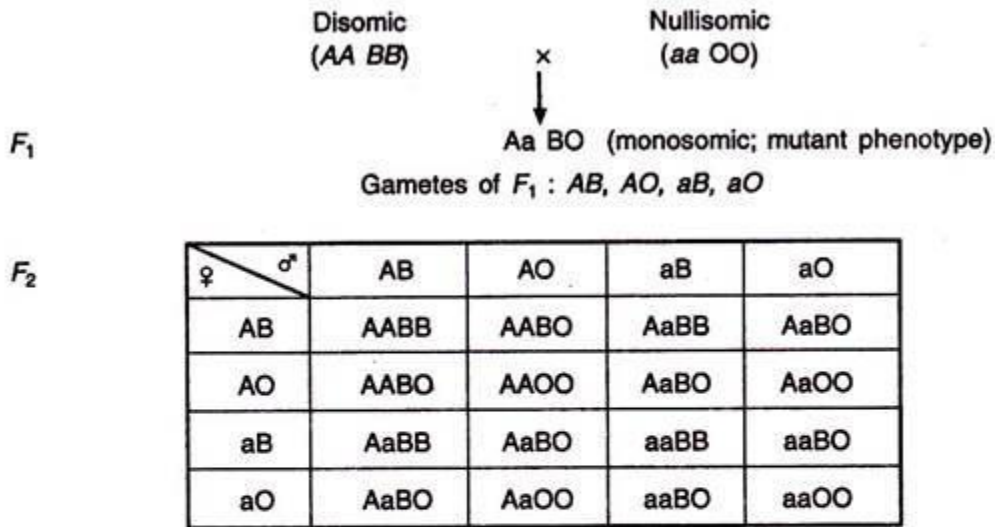 Disomic Nullisomic
(AA BB) × (aa OO)
F₁ Aa BO (monosomic; mutant phenotype)
Gametes of F₁ : AB, AO, aB, aO
F₂ ♀ ♂ AB AO aB aO
AB AABB AABO AaBB AaBO
AO AABO AAOO AaBO AaOO
aB AaBB AaBO aaBB aaBO
aO AaBO AaOO aaBO aaOO